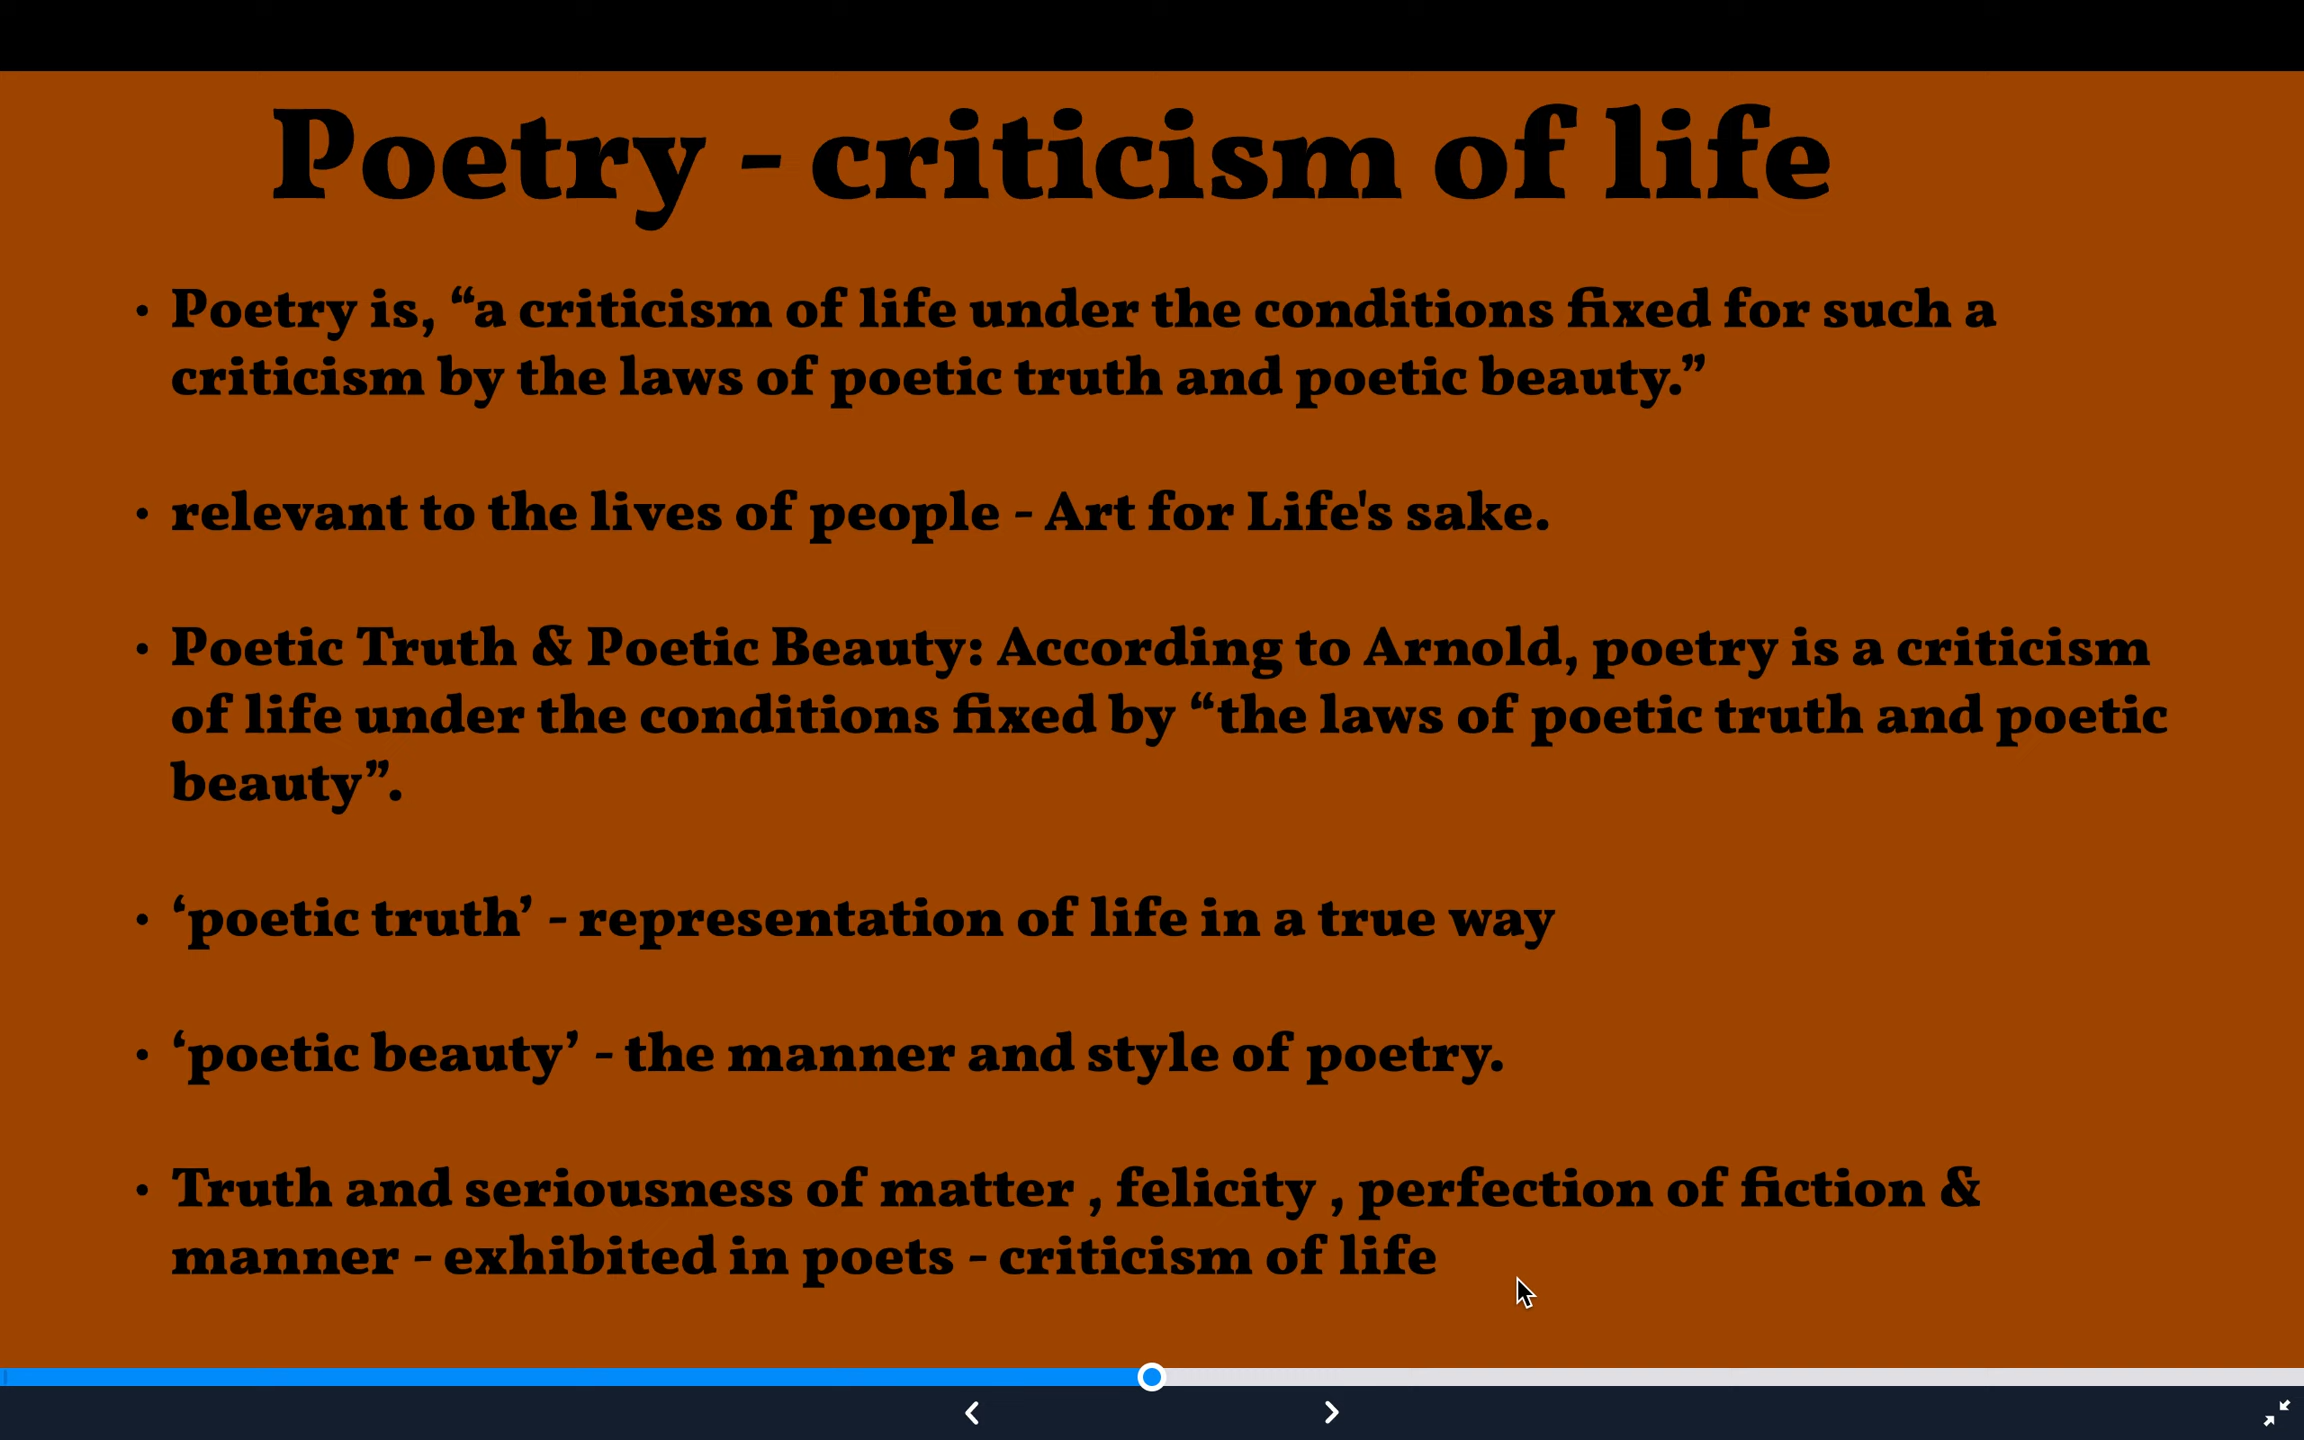 Poetry - criticism of life
• Poetry is, “a criticism of life under the conditions fixed for such a
criticism by the laws of poetic truth and poetic beauty.”
• relevant to the lives of people - Art for Life's sake.
• Poetic Truth & Poetic Beauty: According to Arnold, poetry is a criticism
of life under the conditions fixed by “the laws of poetic truth and poetic
beauty”.
• ‘poetic truth’ - representation of life in a true way
• ‘poetic beauty’ - the manner and style of poetry.
• Truth and seriousness of matter , felicity , perfection of fiction &
manner - exhibited in poets - criticism of life